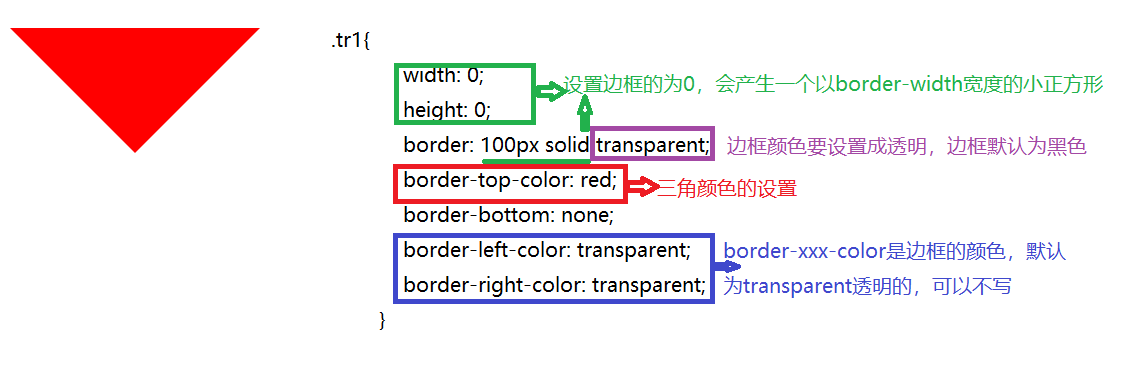 .tr1{
width: 0;
height: 0;
设置边框的为0，会产生一个以border-width宽度的小正方形
border: 100px solid transparent;
边框颜色要设置成透明，边框默认为黑色
border-top-color: red;
三角颜色的设置
border-bottom: none;
border-left-color: transparent;
border-right-color: transparent;
border-xxx-color是边框的颜色，默认
为transparent透明的，可以不写
}